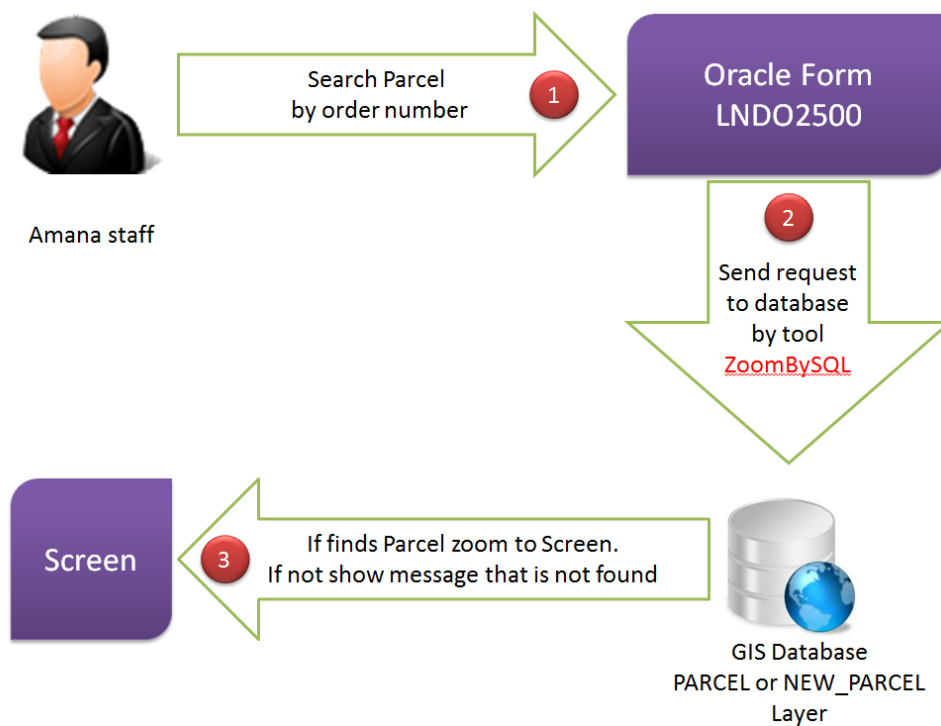 Search Parcel
by order number
1
Oracle Form
LNDO2500
Amana staff
2
Send request
to database
by tool
ZoomBySQL
Screen
3
If finds Parcel zoom to Screen.
If not show message that is not found
GIS Database
PARCEL or NEW_PARCEL
Layer